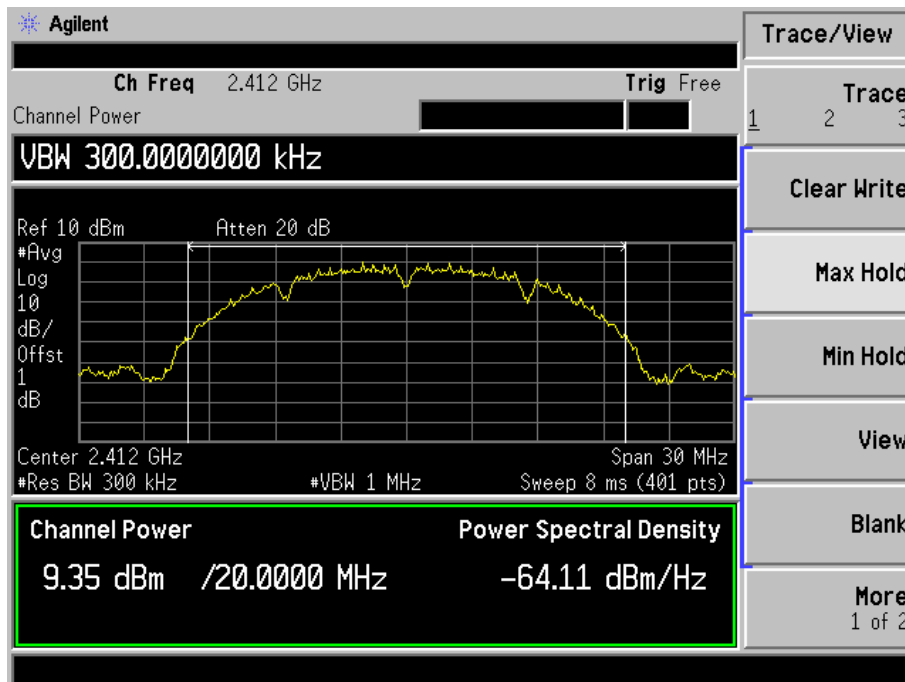 Agilent
Trace/View
Ch Freq 2.412 GHz
Trig Free
Channel Power
Trace
1 2 3
VBW 300.0000000 kHz
Clear Write
Ref 10 dBm
Atten 20 dB
#Avg
Log
10
dB/
Offst
1
dB
Max Hold
Min Hold
View
Center 2.412 GHz
Span 30 MHz
#Res BW 300 kHz
#VBW 1 MHz
Sweep 8 ms (401 pts)
Channel Power
Power Spectral Density
9.35 dBm /20.0000 MHz
-64.11 dBm/Hz
Blank
More
1 of 2